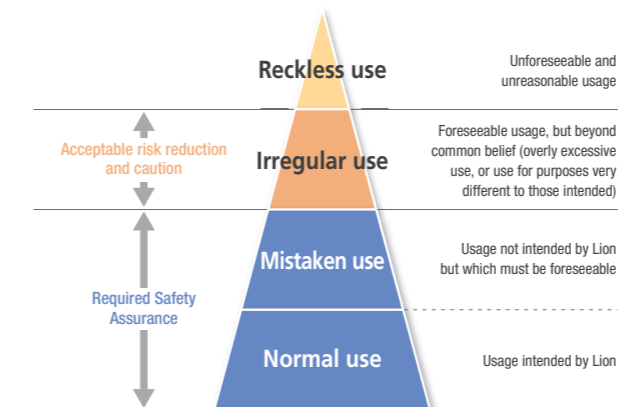 Reckless use
Unforeseeable and
unreasonable usage
Acceptable risk reduction
and caution
Irregular use
Foreseeable usage, but beyond
common belief (overly excessive
use, or use for purposes very
different to those intended)
Mistaken use
Usage not intended by Lion
but which must be foreseeable
Required Safety
Assurance
Normal use
Usage intended by Lion